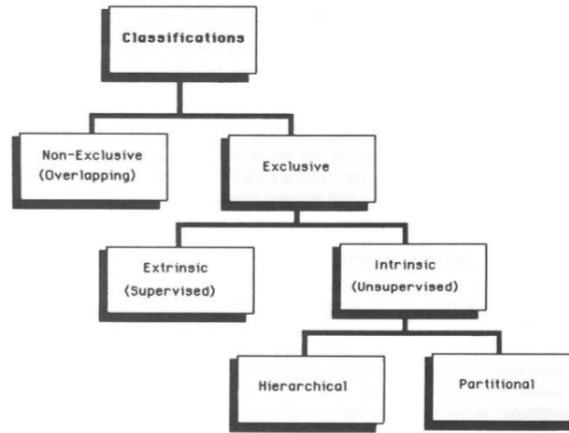 Classifications
Non-Exclusive
(Overlapping)
Exclusive
Extrinsic
(Supervised)
Intrinsic
(Unsupervised)
Hierarchical
Partitional